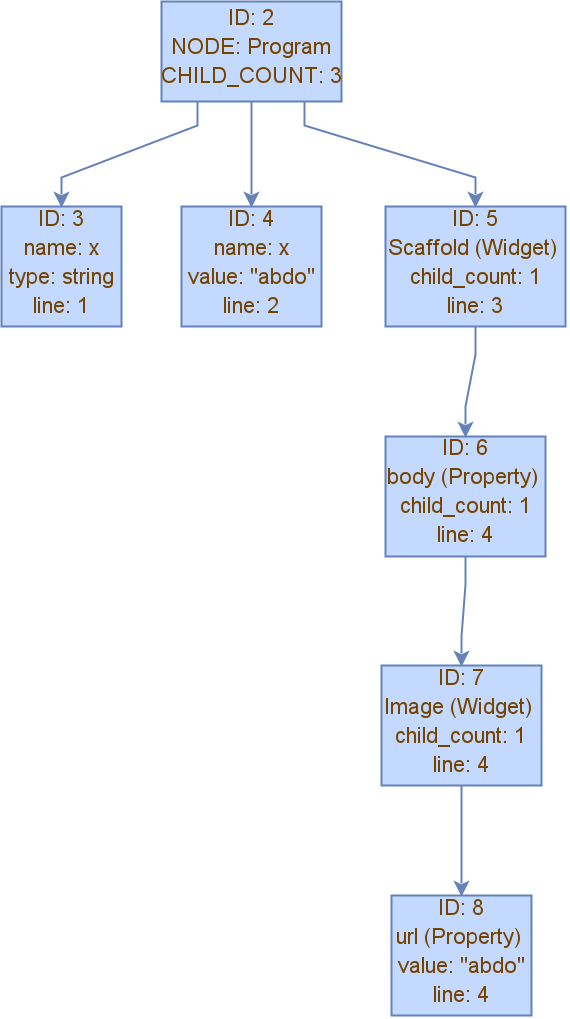 ID: 2
NODE: Program
CHILD_COUNT: 3
ID: 3
name: x
type: string
line: 1
ID: 4
name: x
value: "abdo"
line: 2
ID: 5
Scaffold (Widget)
child_count: 1
line: 3
ID: 6
body (Property)
child_count: 1
line: 4
ID: 7
Image (Widget)
child_count: 1
line: 4
ID: 8
url (Property)
value: "abdo"
line: 4